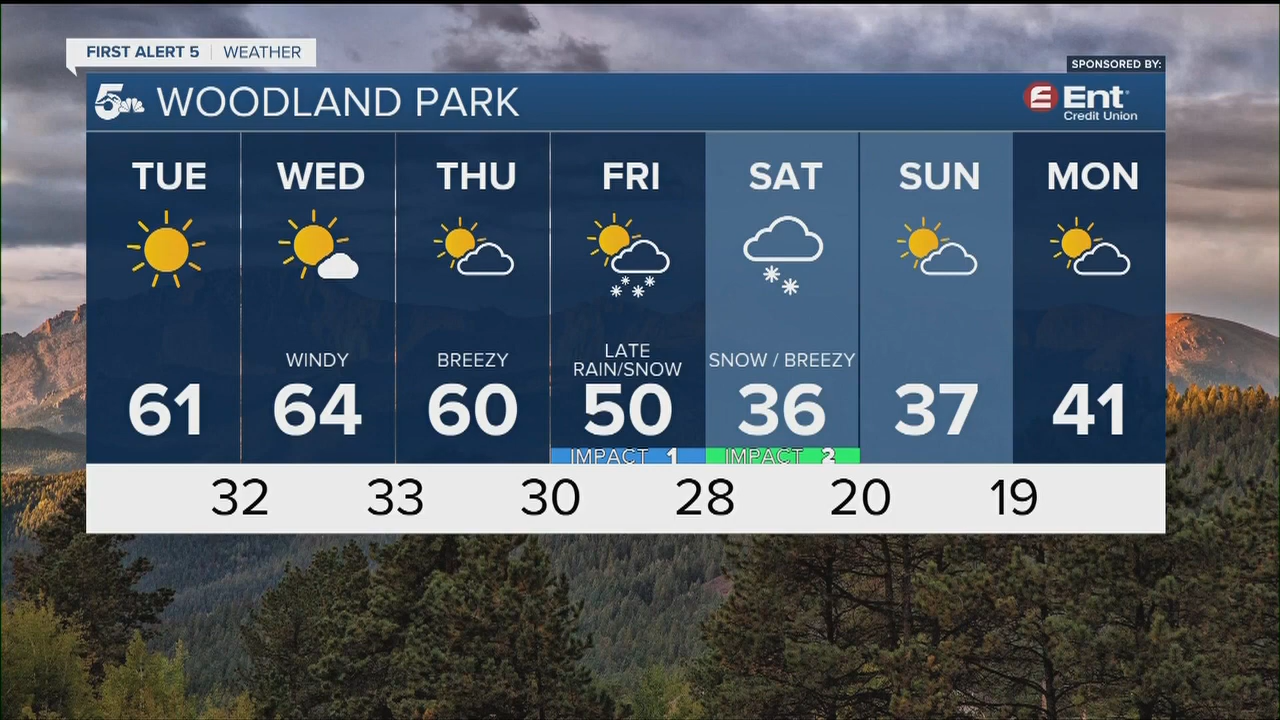 FIRST ALERT 5 | WEATHER
SPONSORED BY:
5 WOODLAND PARK
Ent
Credit Union
TUE WED THU FRI SAT SUN MON
WINDY BREEZY LATE RAIN/SNOW SNOW / BREEZY
61 64 60 50 36 37 41
IMPACT 1 IMPACT 2
32 33 30 28 20 19